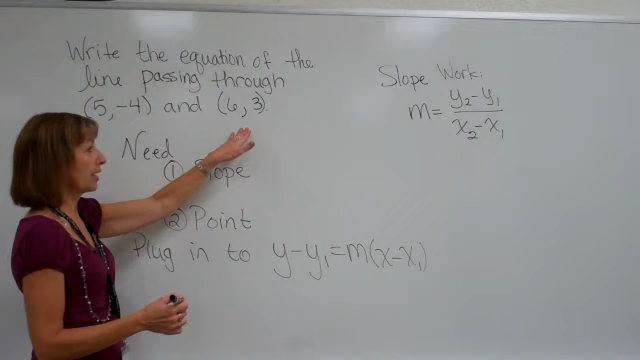 Write the equation of the
line passing through
(5, -4) and (6, 3).
Need
① Slope
② Point
Plug in to y-y₁=m(x-x₁)
Slope Work:
m = y₂-y₁ / x₂-x₁